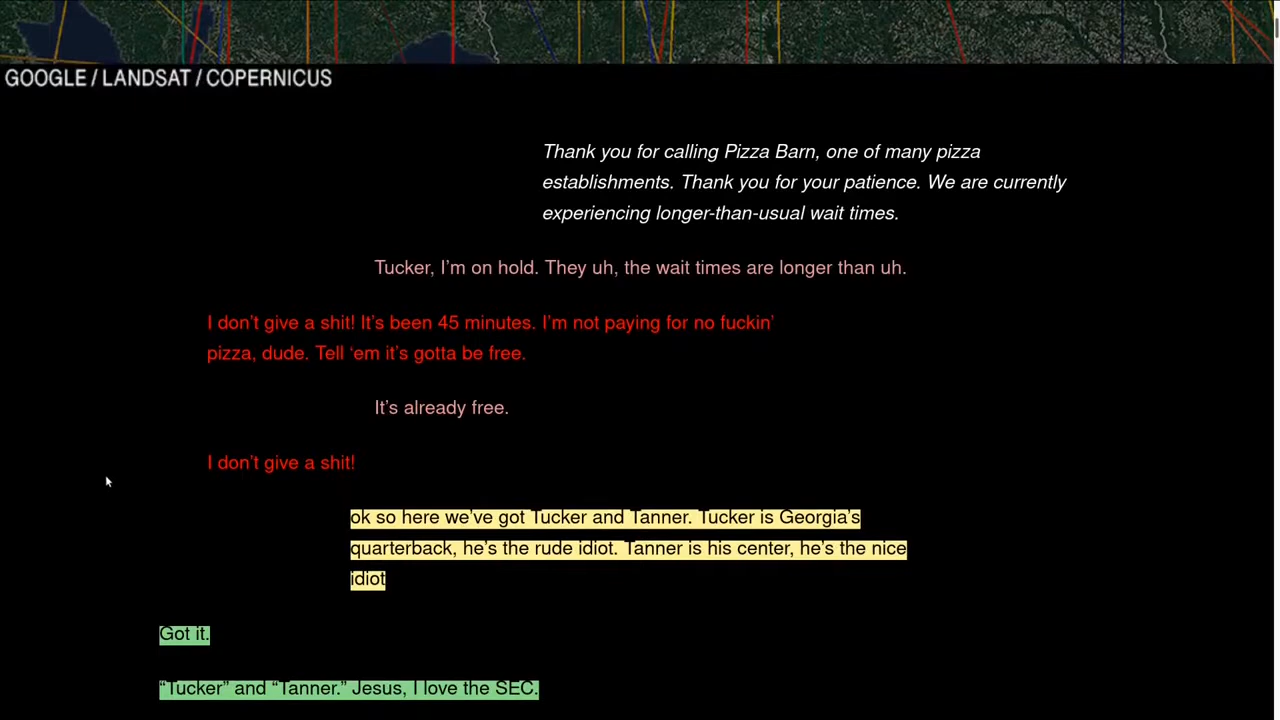 GOOGLE / LANDSAT / COPERNICUS
Thank you for calling Pizza Barn, one of many pizza
establishments. Thank you for your patience. We are currently
experiencing longer-than-usual wait times.
Tucker, I’m on hold. They uh, the wait times are longer than uh.
I don’t give a shit! It’s been 45 minutes. I’m not paying for no fuckin’
pizza, dude. Tell ‘em it’s gotta be free.
It’s already free.
I don’t give a shit!
ok so here we’ve got Tucker and Tanner. Tucker is Georgia’s
quarterback, he’s the rude idiot. Tanner is his center, he’s the nice
idiot
Got it.
“Tucker” and “Tanner.” Jesus, I love the SEC.